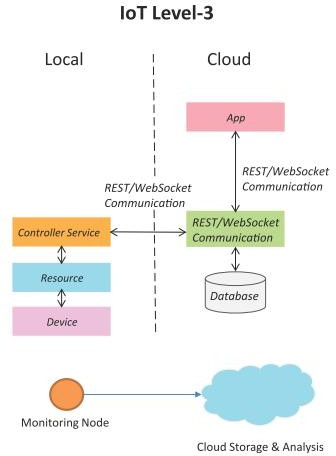 IoT Level-3
Local
Cloud
App
REST/WebSocket
Communication
REST/WebSocket
Communication
Controller Service
REST/WebSocket
Communication
Resource
Database
Device
Monitoring Node
Cloud Storage & Analysis